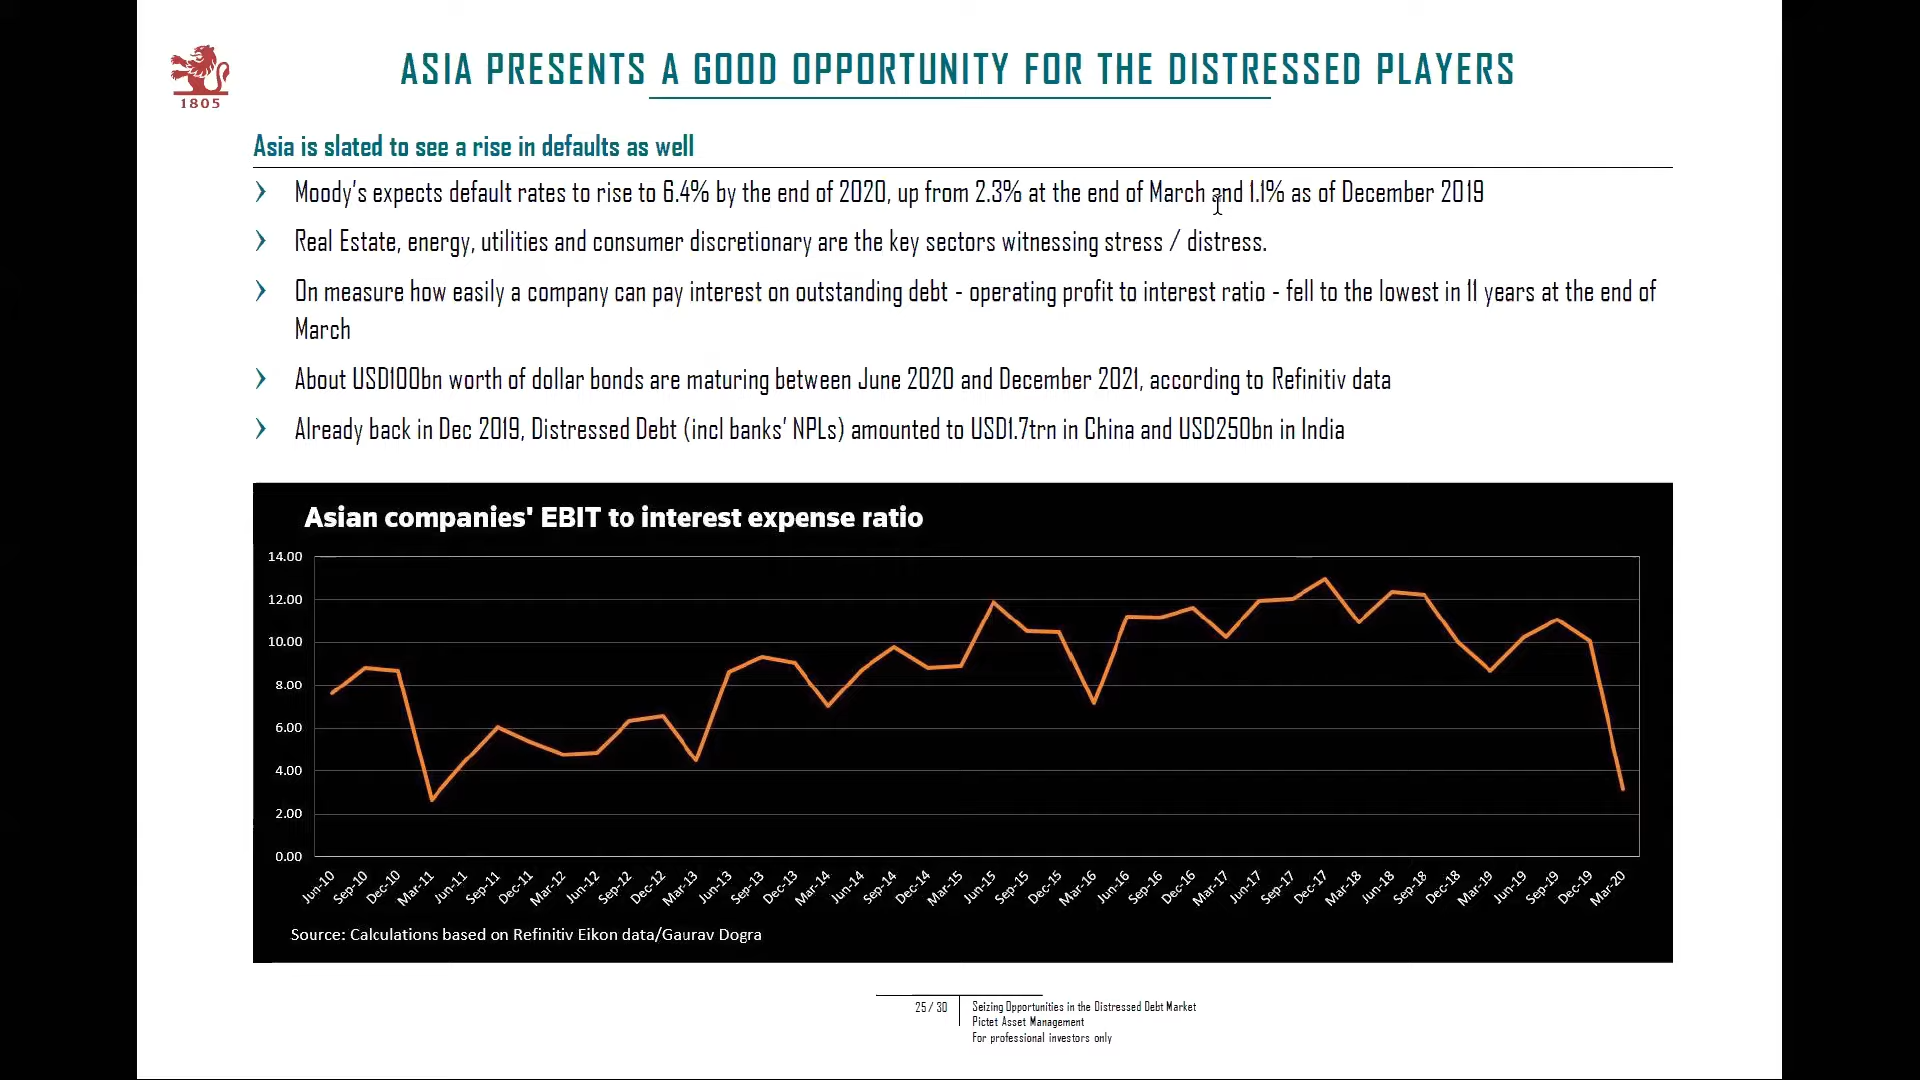 1805
ASIA PRESENTS A GOOD OPPORTUNITY FOR THE DISTRESSED PLAYERS
Asia is slated to see a rise in defaults as well
Moody's expects default rates to rise to 6.4% by the end of 2020, up from 2.3% at the end of March and 1.1% as of December 2019
Real Estate, energy, utilities and consumer discretionary are the key sectors witnessing stress / distress.
On measure how easily a company can pay interest on outstanding debt - operating profit to interest ratio - fell to the lowest in 11 years at the end of
March
About USD100bn worth of dollar bonds are maturing between June 2020 and December 2021, according to Refinitiv data
Already back in Dec 2019, Distressed Debt (incl banks' NPLs) amounted to USD1.7trn in China and USD250bn in India
Asian companies' EBIT to interest expense ratio
14.00
12.00
10.00
8.00
6.00
4.00
2.00
0.00
Jun-10 Sep-10 Dec-10 Mar-11 Jun-11 Sep-11 Dec-11 Mar-12 Jun-12 Sep-12 Dec-12 Mar-13 Jun-13 Sep-13 Dec-13 Mar-14 Jun-14 Sep-14 Dec-14 Mar-15 Jun-15 Sep-15 Dec-15 Mar-16 Jun-16 Sep-16 Dec-16 Mar-17 Jun-17 Sep-17 Dec-17 Mar-18 Jun-18 Sep-18 Dec-18 Mar-19 Jun-19 Sep-19 Dec-19 Mar-20
Source: Calculations based on Refinitiv Eikon data/Gaurav Dogra
25 / 30
Seizing Opportunities in the Distressed Debt Market
Pictet Asset Management
For professional investors only